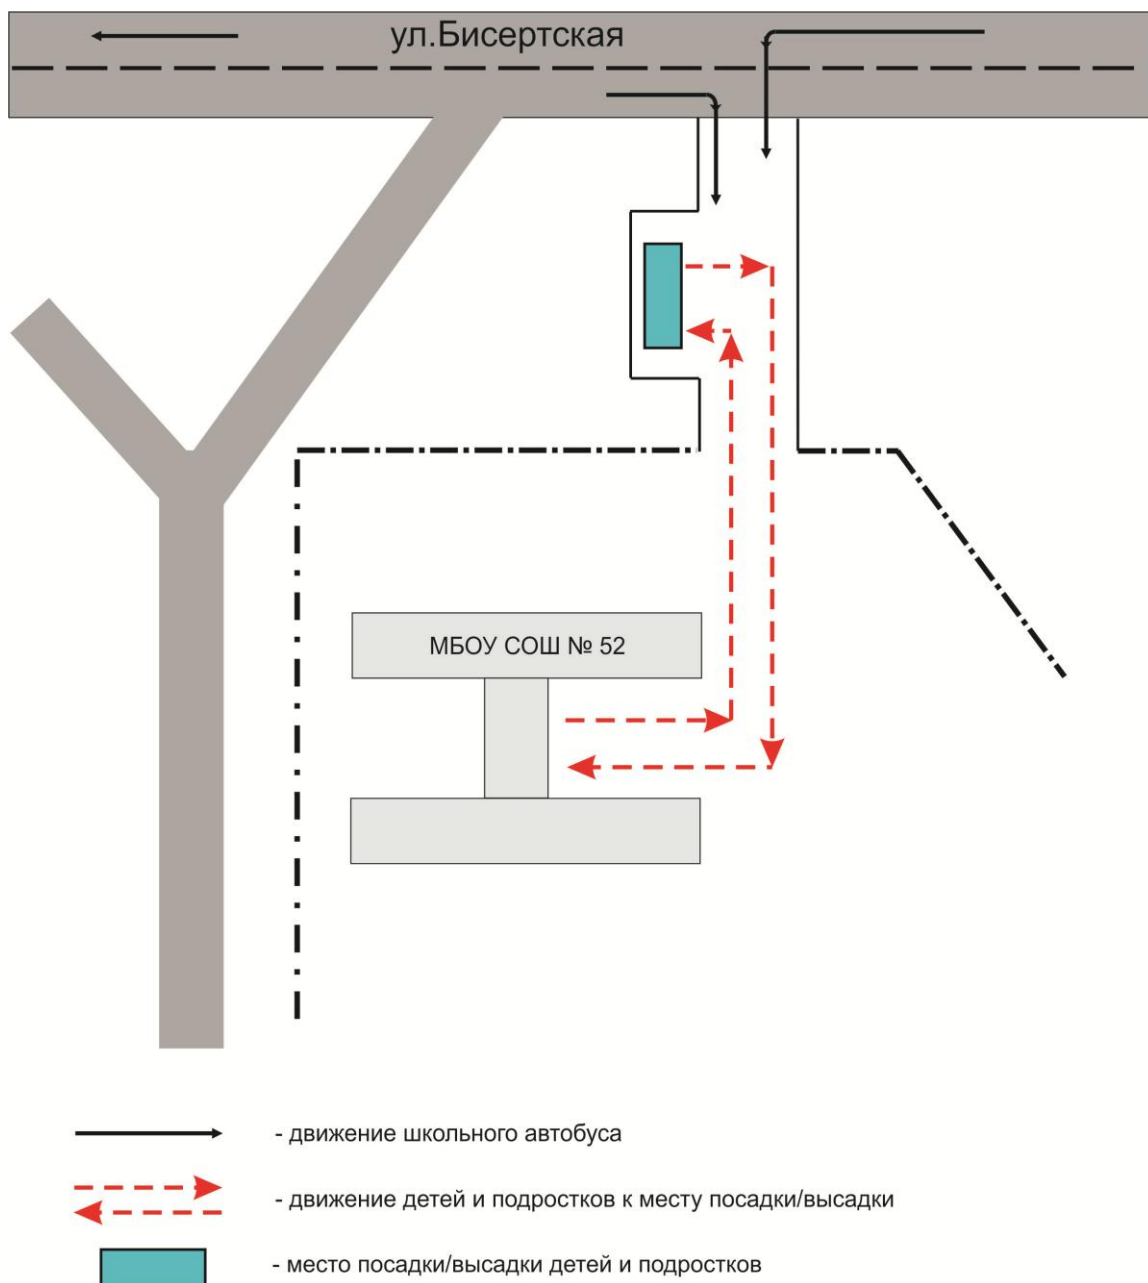 ул.Бисертская
МБОУ СОШ № 52
- движение школьного автобуса
- движение детей и подростков к месту посадки/высадки
- место посадки/высадки детей и подростков